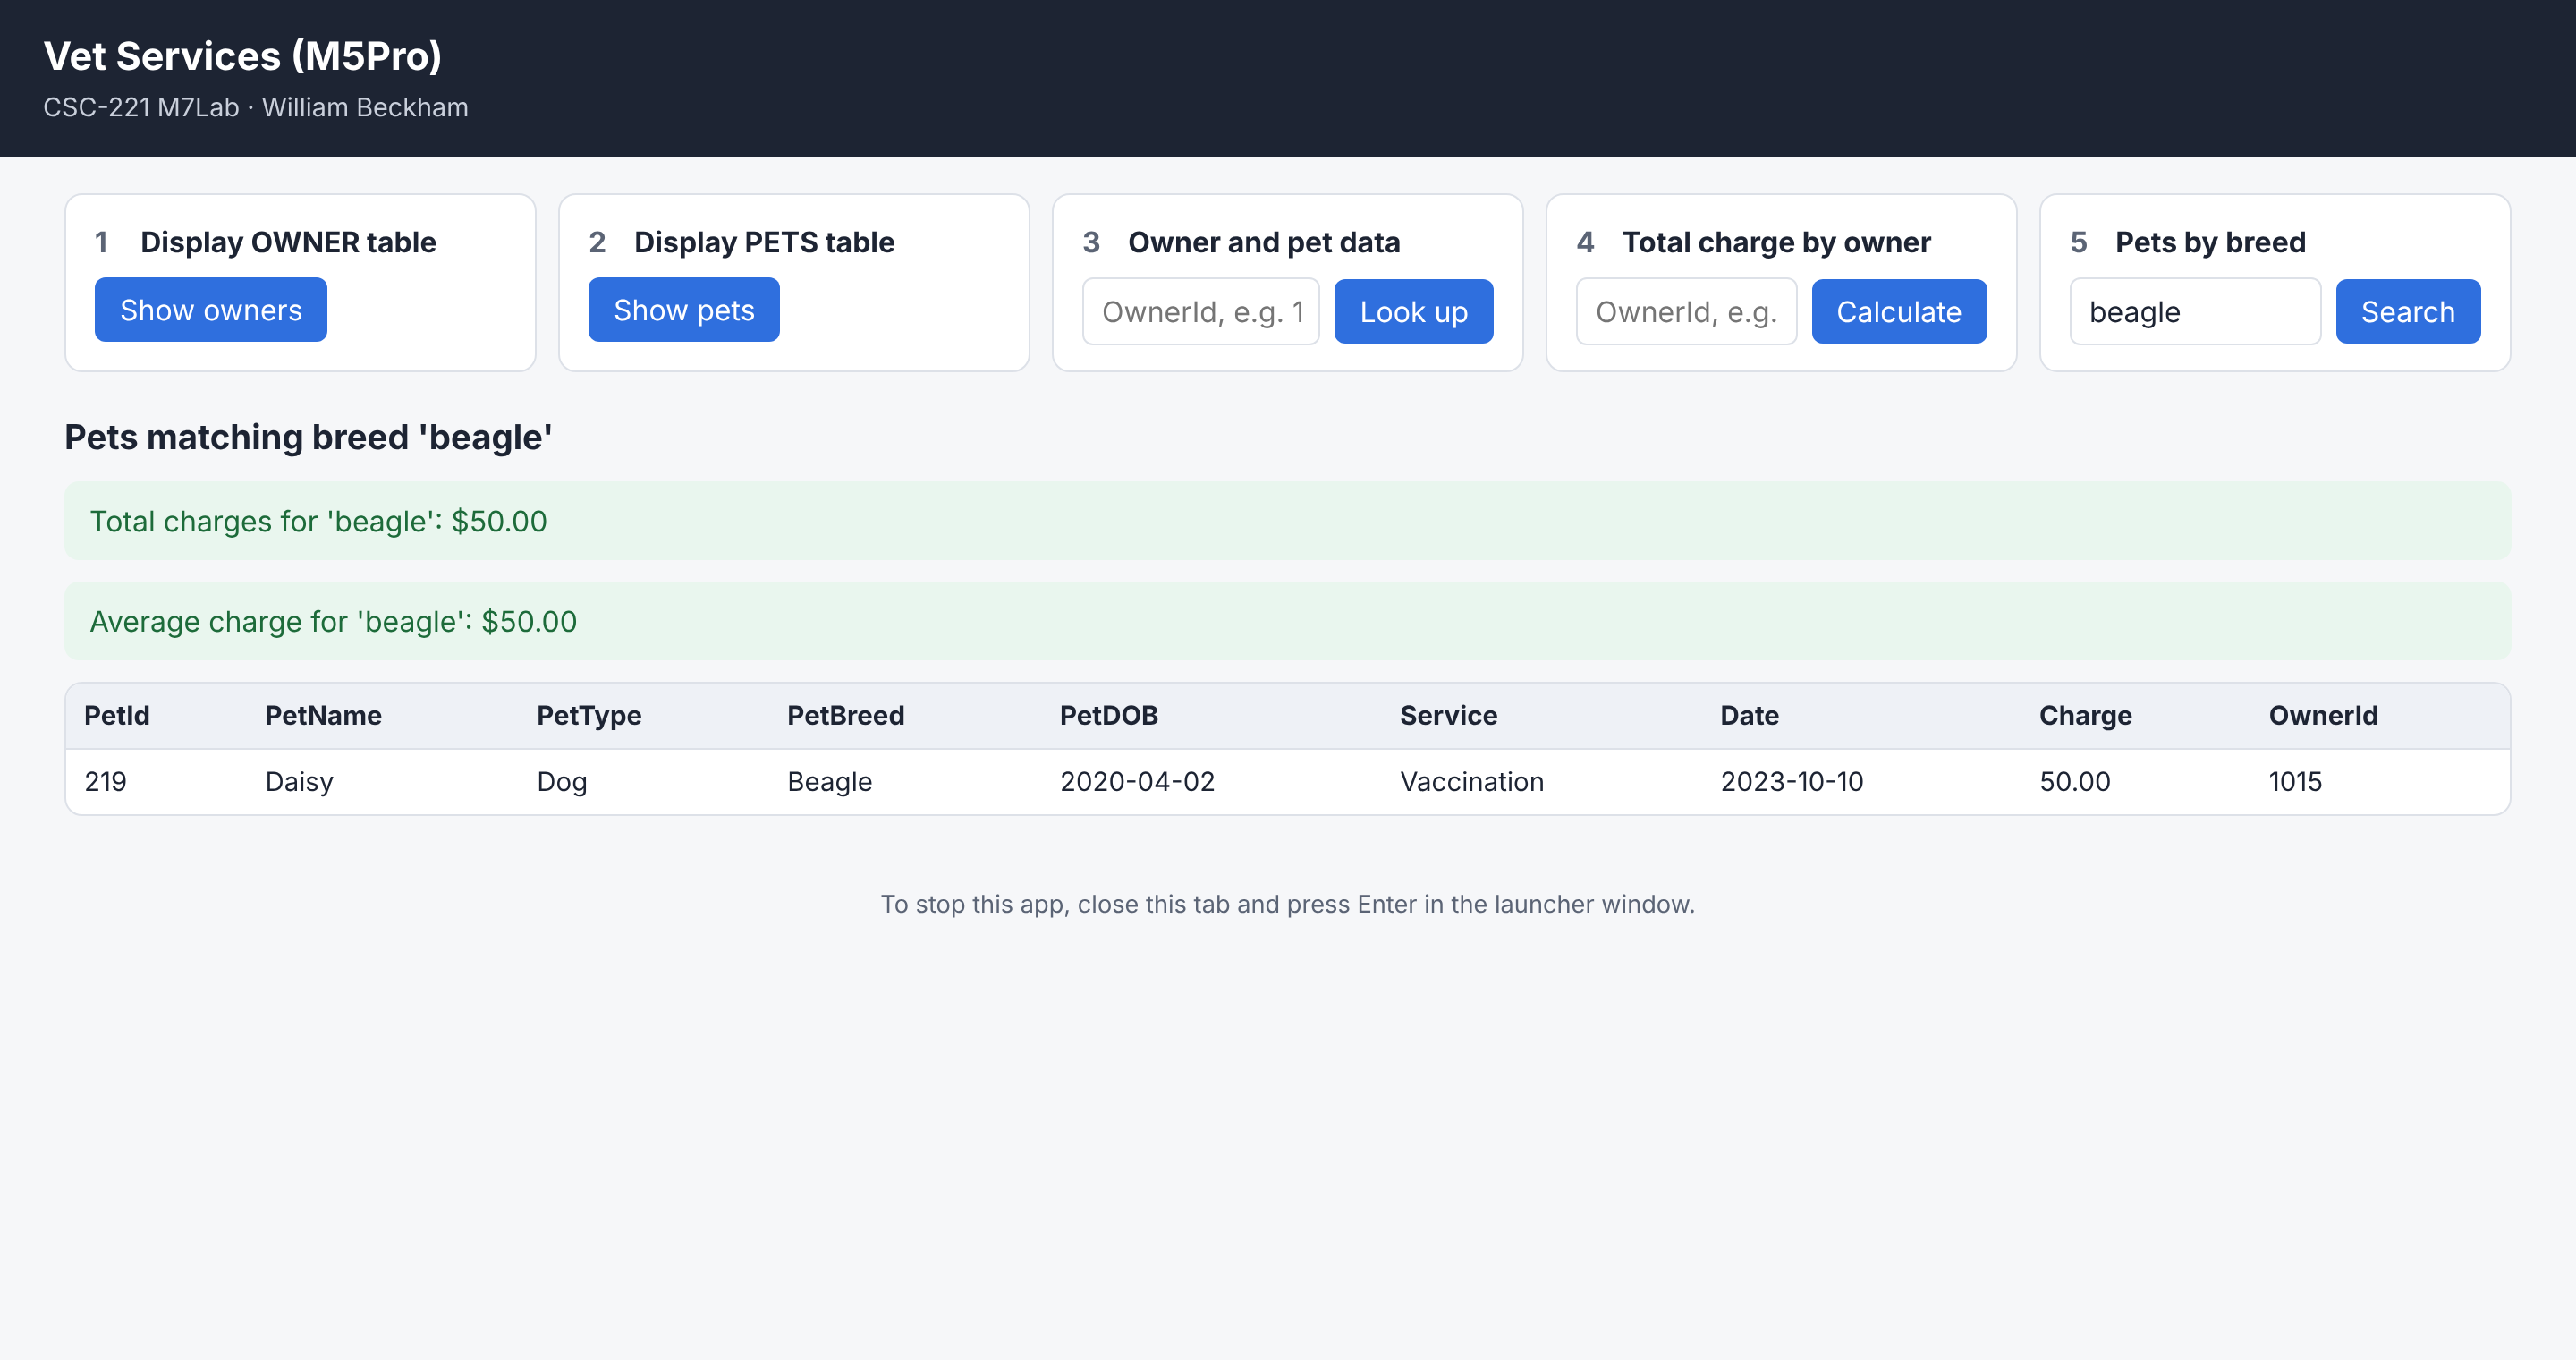 Vet Services (M5Pro)
CSC-221 M7Lab · William Beckham
1 Display OWNER table
Show owners
2 Display PETS table
Show pets
3 Owner and pet data
OwnerId, e.g. 1 Look up
4 Total charge by owner
OwnerId, e.g. Calculate
5 Pets by breed
beagle Search
Pets matching breed 'beagle'
Total charges for 'beagle': $50.00
Average charge for 'beagle': $50.00
PetId PetName PetType PetBreed PetDOB Service Date Charge OwnerId
219 Daisy Dog Beagle 2020-04-02 Vaccination 2023-10-10 50.00 1015
To stop this app, close this tab and press Enter in the launcher window.